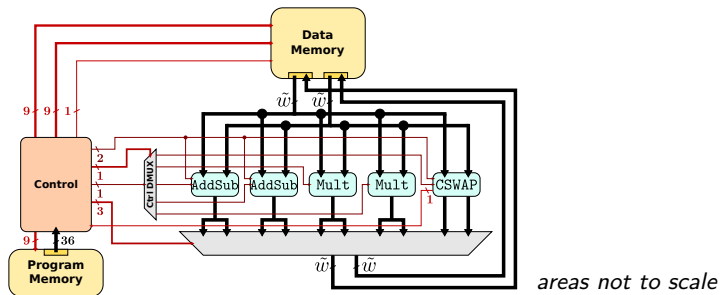 Data
Memory
w̃ w̃
9 9 1
Control
2
1
1
3
Ctrl DMUX
AddSub AddSub Mult Mult CSWAP
1
9 36
Program
Memory
w̃ w̃
areas not to scale